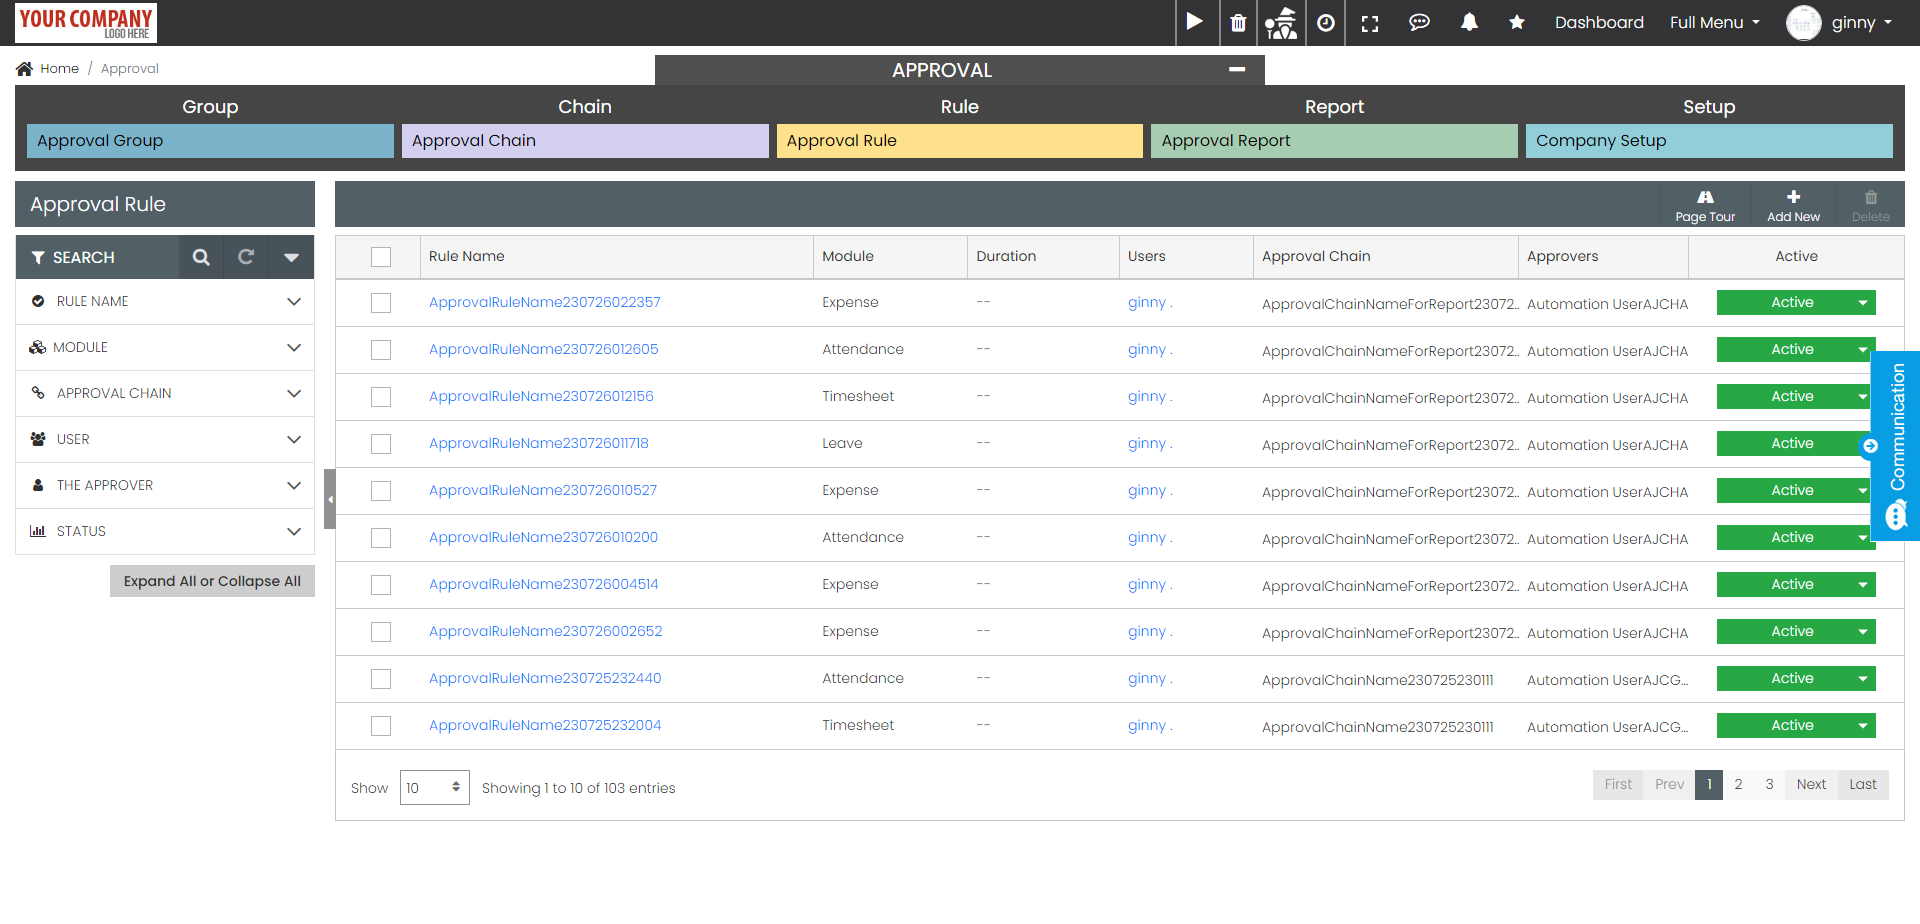 YOUR COMPANY
LOGO HERE
Dashboard
Full Menu
ginny
Home / Approval
APPROVAL
Group
Chain
Rule
Report
Setup
Approval Group
Approval Chain
Approval Rule
Approval Report
Company Setup
Approval Rule
Page Tour
Add New
Delete
SEARCH
RULE NAME
MODULE
APPROVAL CHAIN
USER
THE APPROVER
STATUS
Expand All or Collapse All
Rule Name Module Duration Users Approval Chain Approvers Active
ApprovalRuleName230726022357 Expense -- ginny . ApprovalChainNameForReport23072... Automation UserAJCHA Active
ApprovalRuleName230726012605 Attendance -- ginny . ApprovalChainNameForReport23072... Automation UserAJCHA Active
ApprovalRuleName230726012156 Timesheet -- ginny . ApprovalChainNameForReport23072... Automation UserAJCHA Active
ApprovalRuleName230726011718 Leave -- ginny . ApprovalChainNameForReport23072... Automation UserAJCHA Active
ApprovalRuleName230726010527 Expense -- ginny . ApprovalChainNameForReport23072... Automation UserAJCHA Active
ApprovalRuleName230726010200 Attendance -- ginny . ApprovalChainNameForReport23072... Automation UserAJCHA Active
ApprovalRuleName230726004514 Expense -- ginny . ApprovalChainNameForReport23072... Automation UserAJCHA Active
ApprovalRuleName230726002652 Expense -- ginny . ApprovalChainNameForReport23072... Automation UserAJCHA Active
ApprovalRuleName230725232440 Attendance -- ginny . ApprovalChainName230725230111 Automation UserAJCG... Active
ApprovalRuleName230725232004 Timesheet -- ginny . ApprovalChainName230725230111 Automation UserAJCG... Active
Communication
Show 10 Showing 1 to 10 of 103 entries
First Prev 1 2 3 Next Last